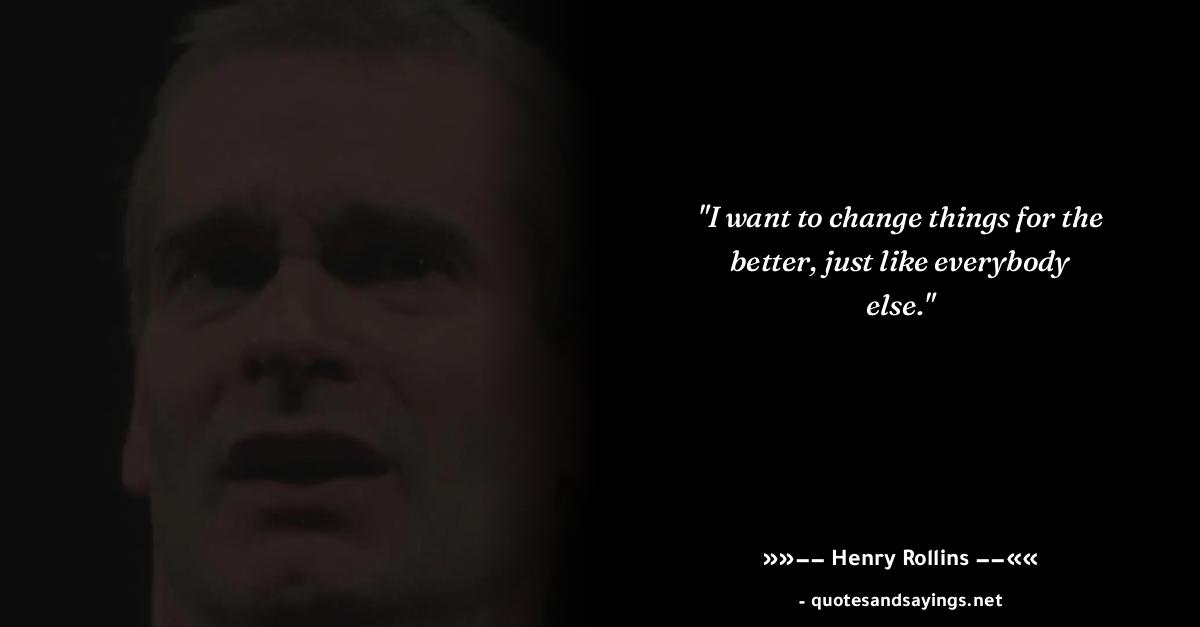 "I want to change things for the
better, just like everybody
else."
»»−− Henry Rollins −−««
- quotesandsayings.net